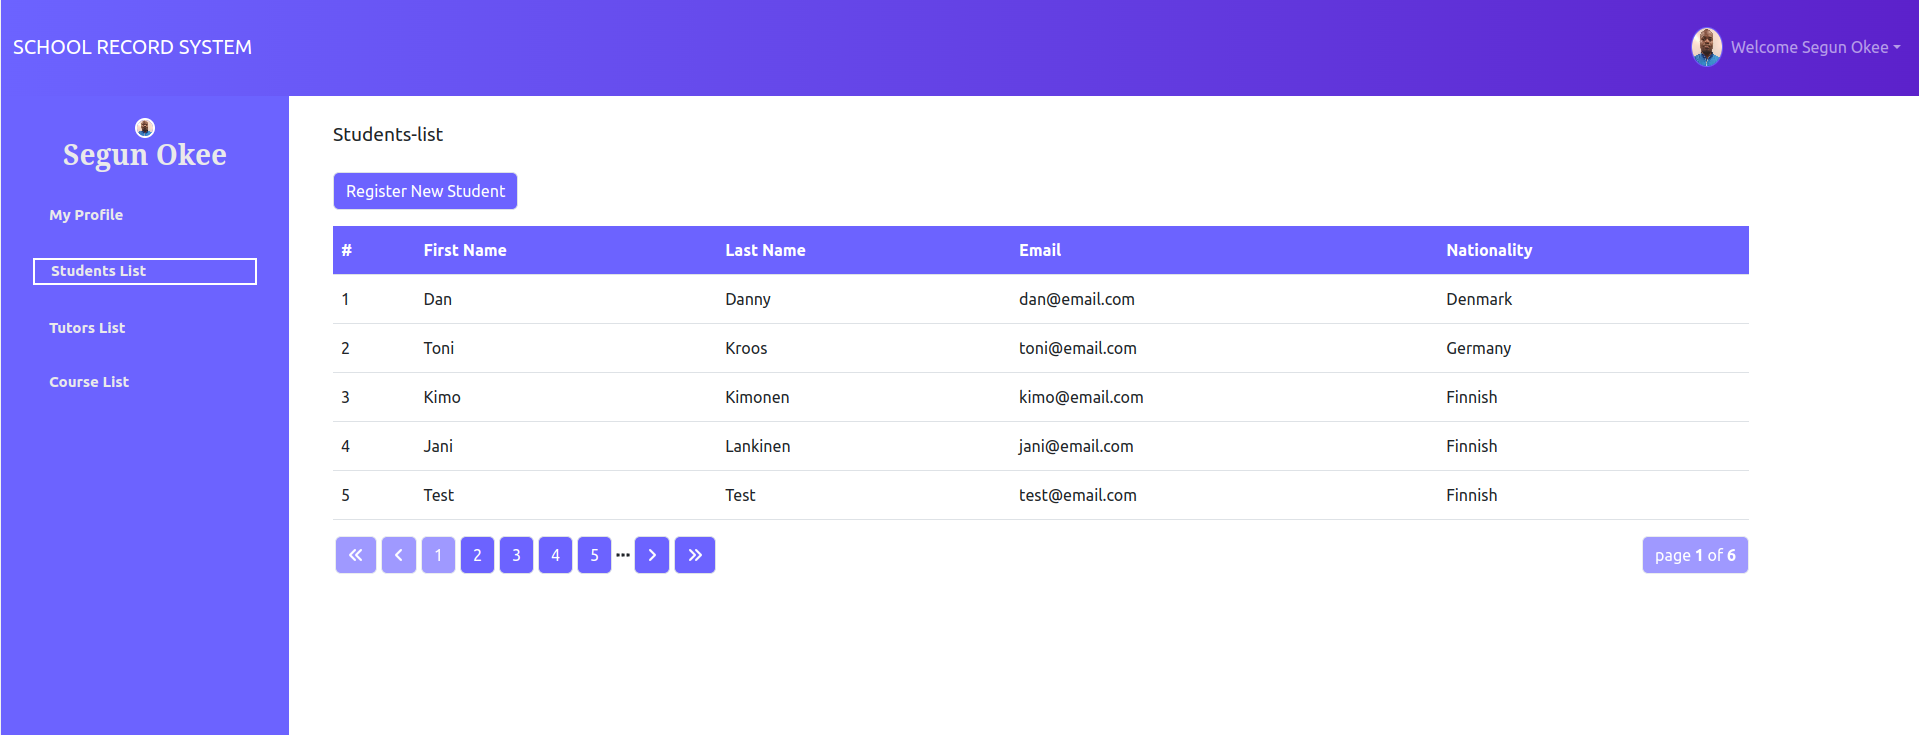 SCHOOL RECORD SYSTEM
Welcome Segun Okee
Segun Okee
My Profile
Students List
Tutors List
Course List
Students-list
Register New Student
# First Name Last Name Email Nationality
1 Dan Danny dan@email.com Denmark
2 Toni Kroos toni@email.com Germany
3 Kimo Kimonen kimo@email.com Finnish
4 Jani Lankinen jani@email.com Finnish
5 Test Test test@email.com Finnish
« ‹ 1 2 3 4 5 ... › » page 1 of 6